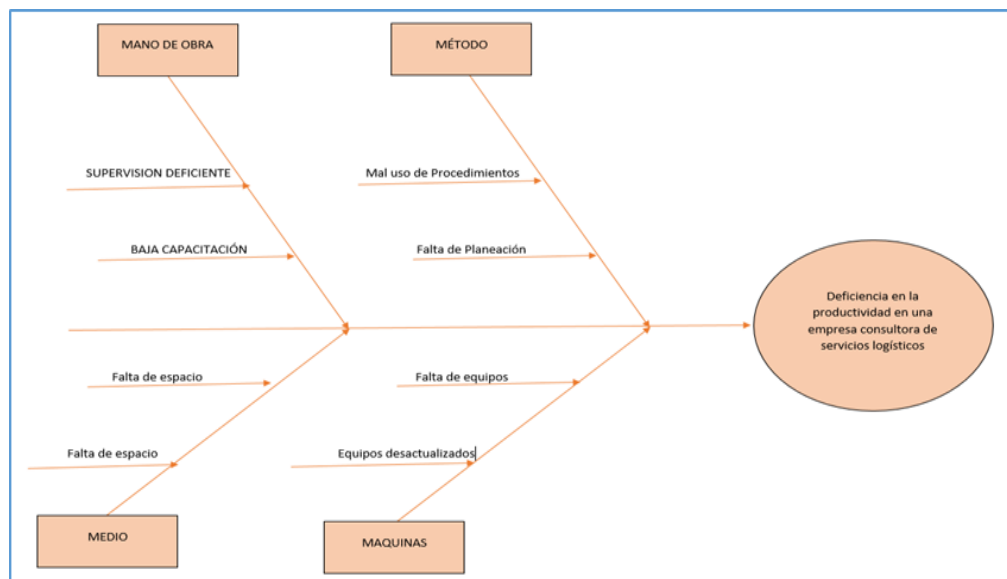 MANO DE OBRA
MÉTODO
SUPERVISION DEFICIENTE
Mal uso de Procedimientos
BAJA CAPACITACIÓN
Falta de Planeación
Deficiencia en la
productividad en una
empresa consultora de
servicios logísticos
Falta de espacio
Falta de equipos
Falta de espacio
Equipos desactualizados
MEDIO
MAQUINAS